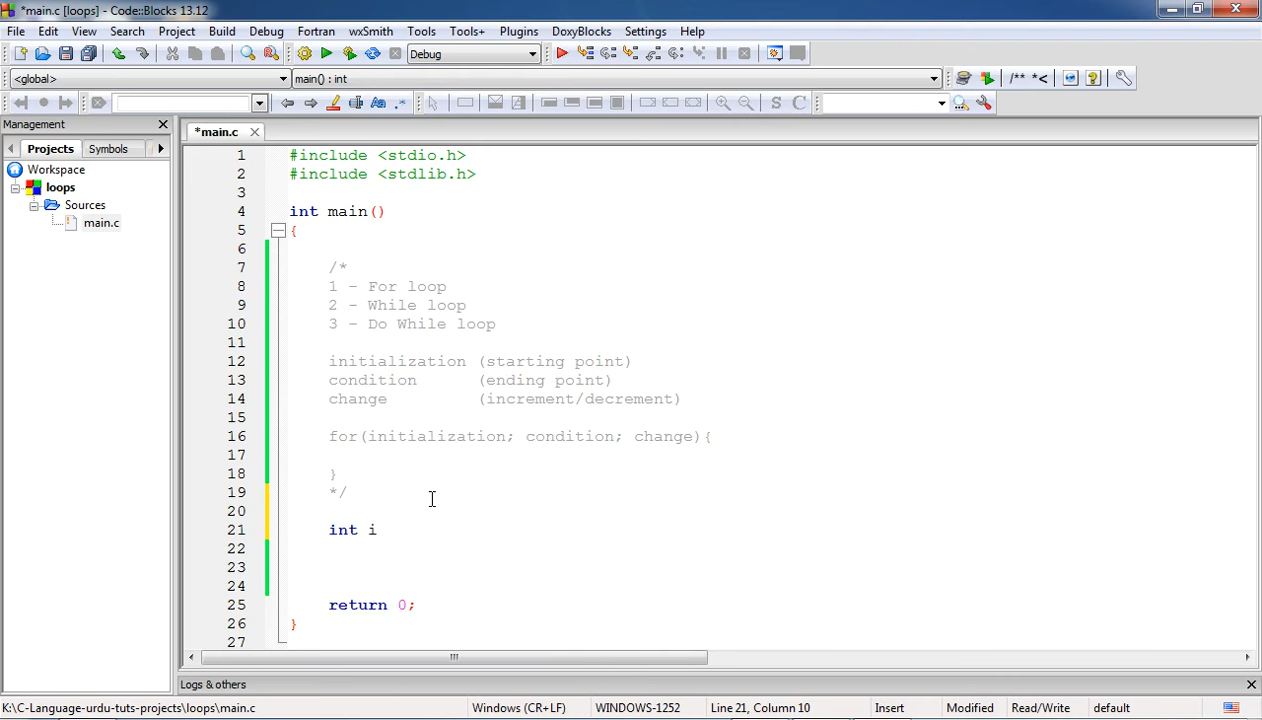 *main.c [loops] - Code::Blocks 13.12
File Edit View Search Project Build Debug Fortran wxSmith Tools Tools+ Plugins DoxyBlocks Settings Help
Debug
<global> main() : int /** *<
Management
Projects Symbols
Workspace
loops
Sources
main.c
*main.c
1 #include <stdio.h>
2 #include <stdlib.h>
3
4 int main()
5 {
6
7 /*
8 1 - For loop
9 2 - While loop
10 3 - Do While loop
11
12 initialization (starting point)
13 condition (ending point)
14 change (increment/decrement)
15
16 for(initialization; condition; change){
17
18 }
19 */
20
21 int i
22
23
24
25 return 0;
26 }
27
Logs & others
K:\C-Language-urdu-tuts-projects\loops\main.c Windows (CR+LF) WINDOWS-1252 Line 21, Column 10 Insert Modified Read/Write default